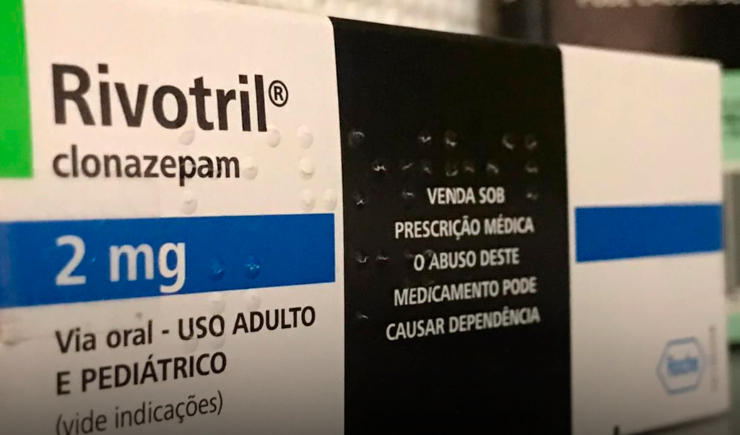 Rivotril®
clonazepam
2 mg
Via oral - USO ADULTO
E PEDIÁTRICO
(vide indicações)
VENDA SOB
PRESCRIÇÃO MÉDICA
O ABUSO DESTE
MEDICAMENTO PODE
CAUSAR DEPENDÊNCIA
Roche